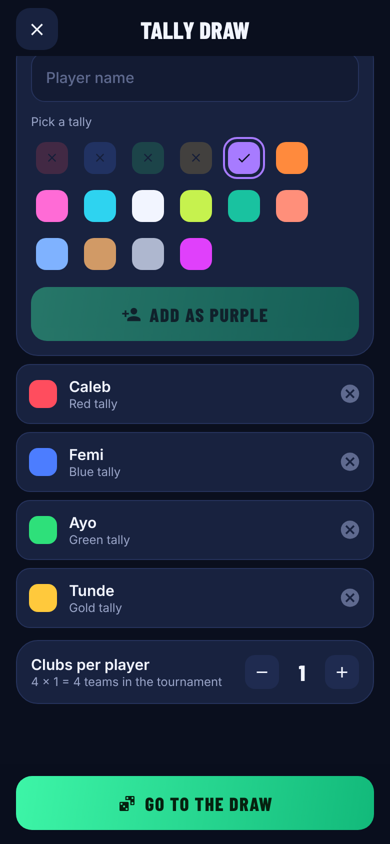 TALLY DRAW
Player name
Pick a tally
ADD AS PURPLE
Caleb
Red tally
Femi
Blue tally
Ayo
Green tally
Tunde
Gold tally
Clubs per player
4 × 1 = 4 teams in the tournament
− 1 +
GO TO THE DRAW